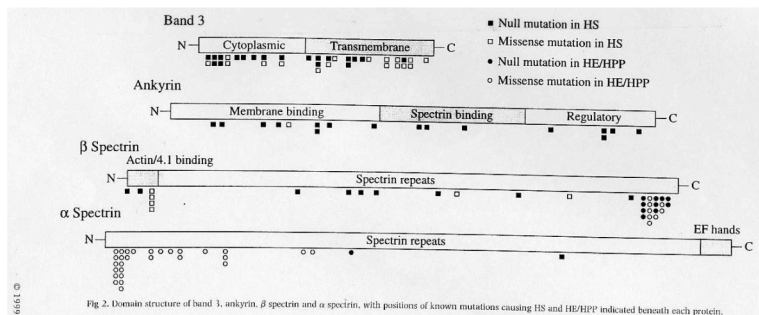 Band 3
N
Cytoplasmic
Transmembrane
C
Null mutation in HS
Missense mutation in HS
Null mutation in HE/HPP
Missense mutation in HE/HPP
Ankyrin
N
Membrane binding
Spectrin binding
Regulatory
C
β Spectrin
Actin/4.1 binding
N
Spectrin repeats
C
α Spectrin
EF hands
N
Spectrin repeats
C
© 1999
Fig 2. Domain structure of band 3, ankyrin, β spectrin and α spectrin, with positions of known mutations causing HS and HE/HPP indicated beneath each protein.